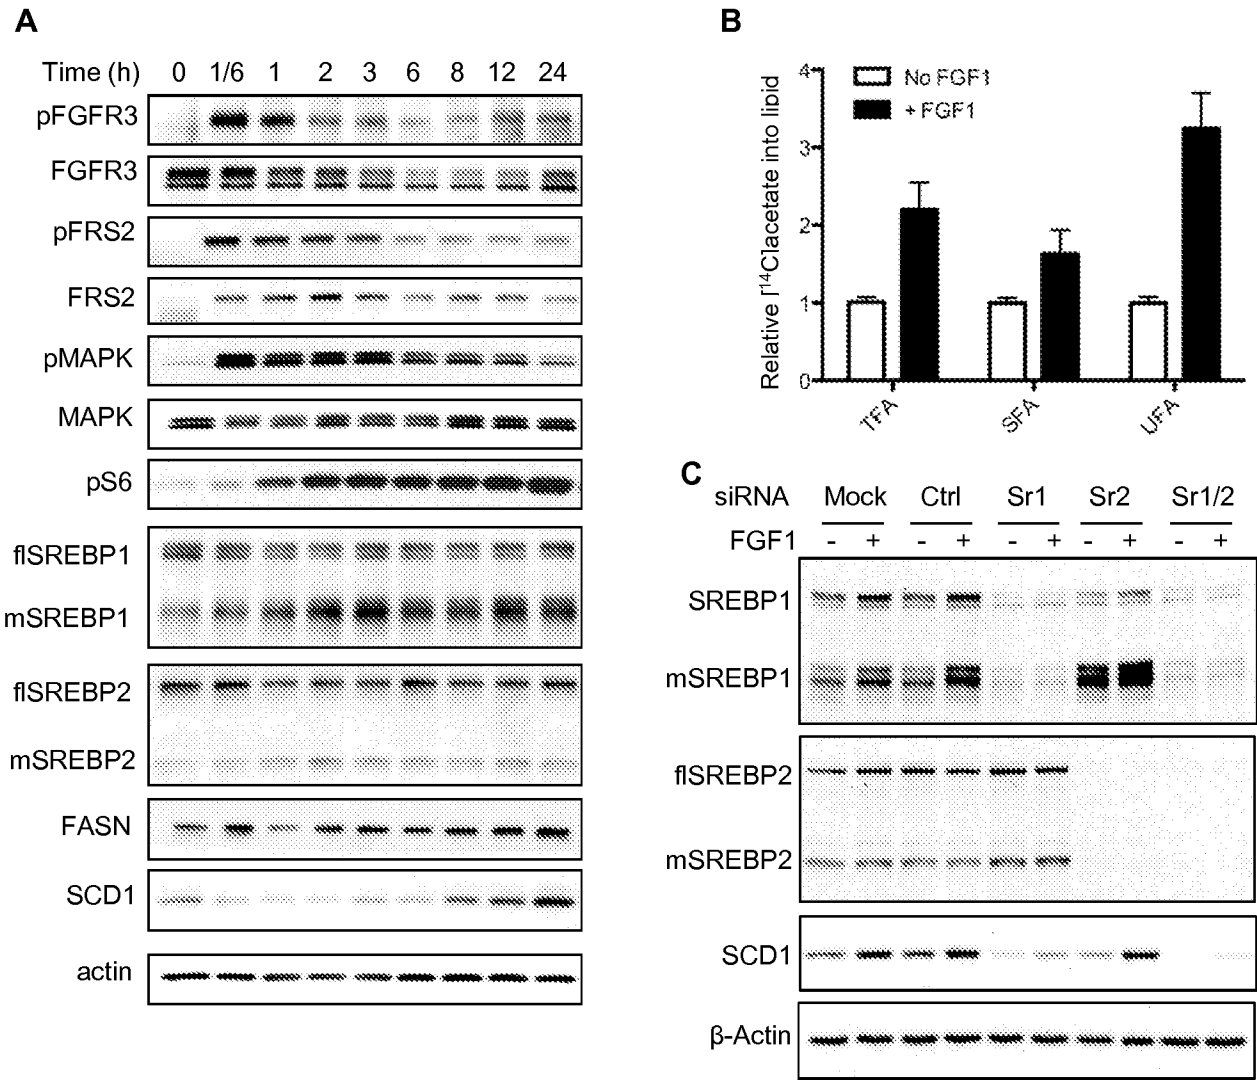 A
Time (h) 0 1/6 1 2 3 6 8 12 24
pFGFR3
FGFR3
pFRS2
FRS2
pMAPK
MAPK
pS6
flSREBP1
mSREBP1
flSREBP2
mSREBP2
FASN
SCD1
actin
B
Relative [14C]acetate into lipid
4
3
2
1
0
No FGF1
+ FGF1
TFA SFA UFA
C
siRNA Mock Ctrl Sr1 Sr2 Sr1/2
FGF1 - + - + - + - + - +
SREBP1
mSREBP1
flSREBP2
mSREBP2
SCD1
β-Actin